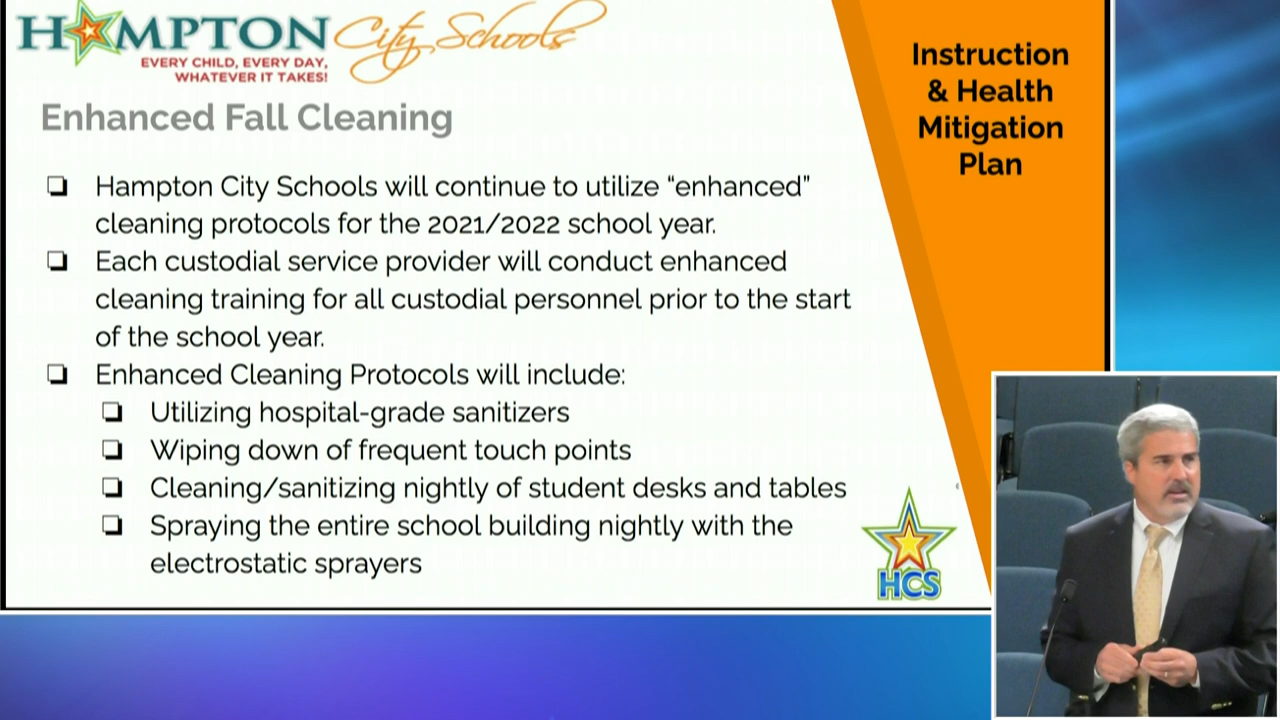 HAMPTON City Schools
EVERY CHILD, EVERY DAY,
WHATEVER IT TAKES!
Enhanced Fall Cleaning
Hampton City Schools will continue to utilize “enhanced”
cleaning protocols for the 2021/2022 school year.
Each custodial service provider will conduct enhanced
cleaning training for all custodial personnel prior to the start
of the school year.
Enhanced Cleaning Protocols will include:
Utilizing hospital-grade sanitizers
Wiping down of frequent touch points
Cleaning/sanitizing nightly of student desks and tables
Spraying the entire school building nightly with the
electrostatic sprayers
HCS
Instruction
& Health
Mitigation
Plan